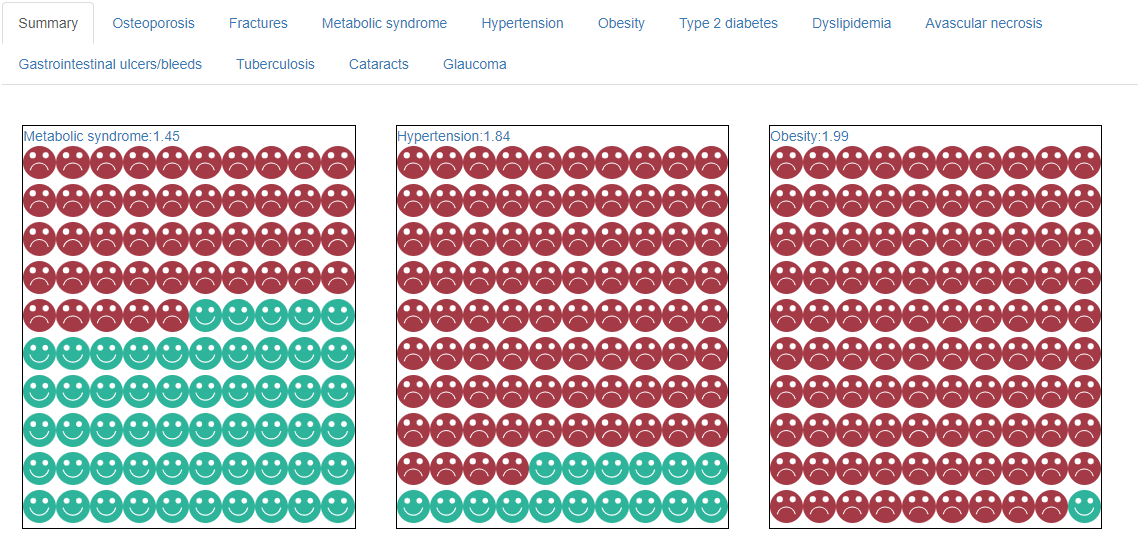 Summary Osteoporosis Fractures Metabolic syndrome Hypertension Obesity Type 2 diabetes Dyslipidemia Avascular necrosis
Gastrointestinal ulcers/bleeds Tuberculosis Cataracts Glaucoma
Metabolic syndrome:1.45 Hypertension:1.84 Obesity:1.99